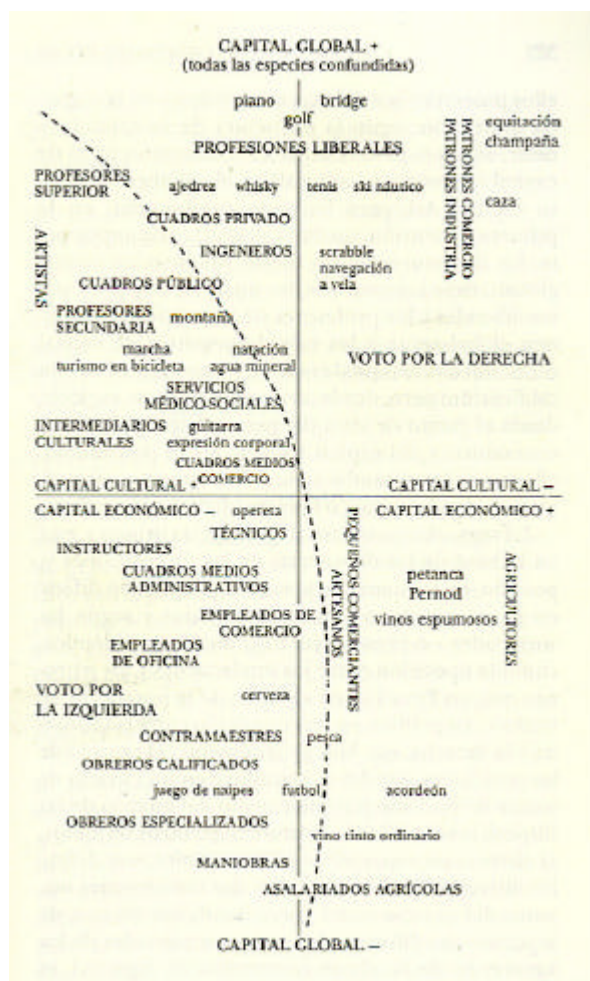 CAPITAL GLOBAL +
(todas las especies confundidas)
piano bridge
golf
PROFESIONES LIBERALES
equitación
champaña
PATRONES COMERCIO
PATRONES INDUSTRIA
PROFESORES
SUPERIOR
ajedrez whisky tenis ski náutico
caza
CUADROS PRIVADO
ARTISTAS
INGENIEROS
scrabble
navegación
a vela
CUADROS PÚBLICO
PROFESORES
SECUNDARIA
montaña
marcha natación
turismo en bicicleta agua mineral
VOTO POR LA DERECHA
SERVICIOS
MÉDICO-SOCIALES
INTERMEDIARIOS
CULTURALES
guitarra
expresión corporal
CUADROS MEDIOS
COMERCIO
CAPITAL CULTURAL + CAPITAL CULTURAL –
CAPITAL ECONÓMICO – opereta CAPITAL ECONÓMICO +
TÉCNICOS
INSTRUCTORES
CUADROS MEDIOS
ADMINISTRATIVOS
PEQUEÑOS COMERCIANTES
ARTESANOS
petanca
Pernod
vinos espumosos
AGRICULTORES
EMPLEADOS DE
COMERCIO
EMPLEADOS
DE OFICINA
VOTO POR
LA IZQUIERDA
cerveza
CONTRAMAESTRES pesca
OBREROS CALIFICADOS
juego de naipes futbol acordeón
OBREROS ESPECIALIZADOS
vino tinto ordinario
MANIOBRAS
ASALARIADOS AGRÍCOLAS
CAPITAL GLOBAL –